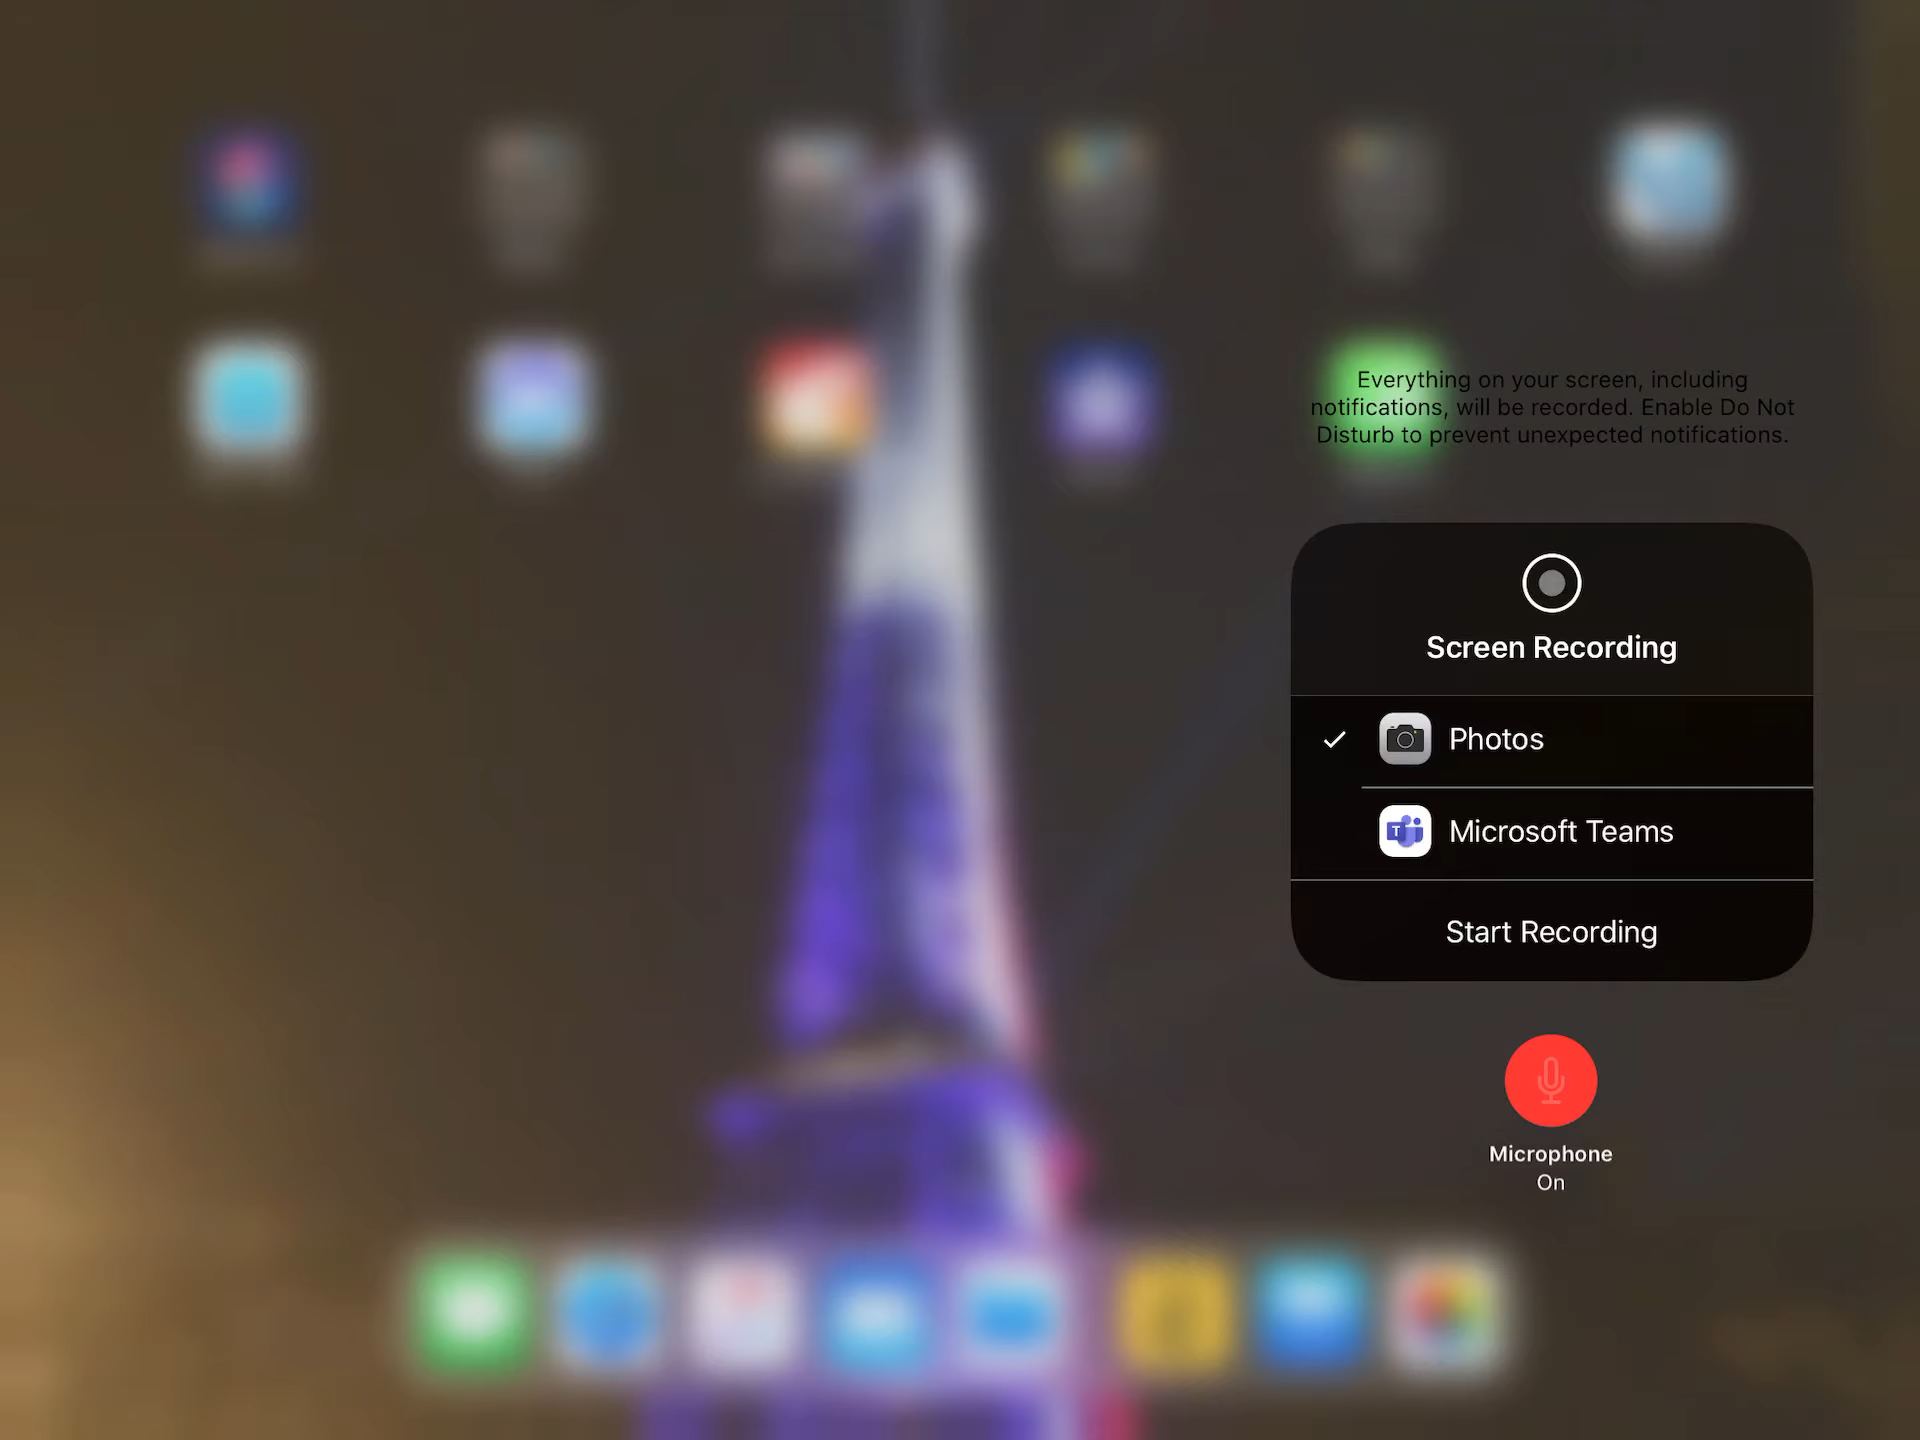 Everything on your screen, including
notifications, will be recorded. Enable Do Not
Disturb to prevent unexpected notifications.
Screen Recording
Photos
T
Microsoft Teams
Start Recording
Microphone
On